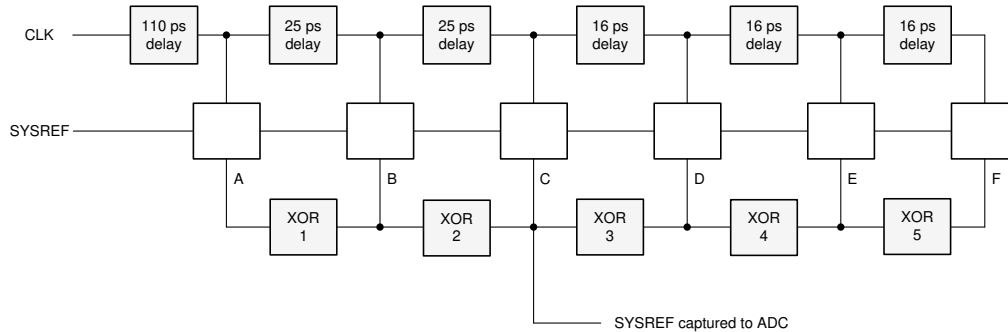 110 ps
delay
25 ps
delay
25 ps
delay
16 ps
delay
16 ps
delay
16 ps
delay
CLK
SYSREF
A
B
C
D
E
F
XOR
1
XOR
2
XOR
3
XOR
4
XOR
5
SYSREF captured to ADC